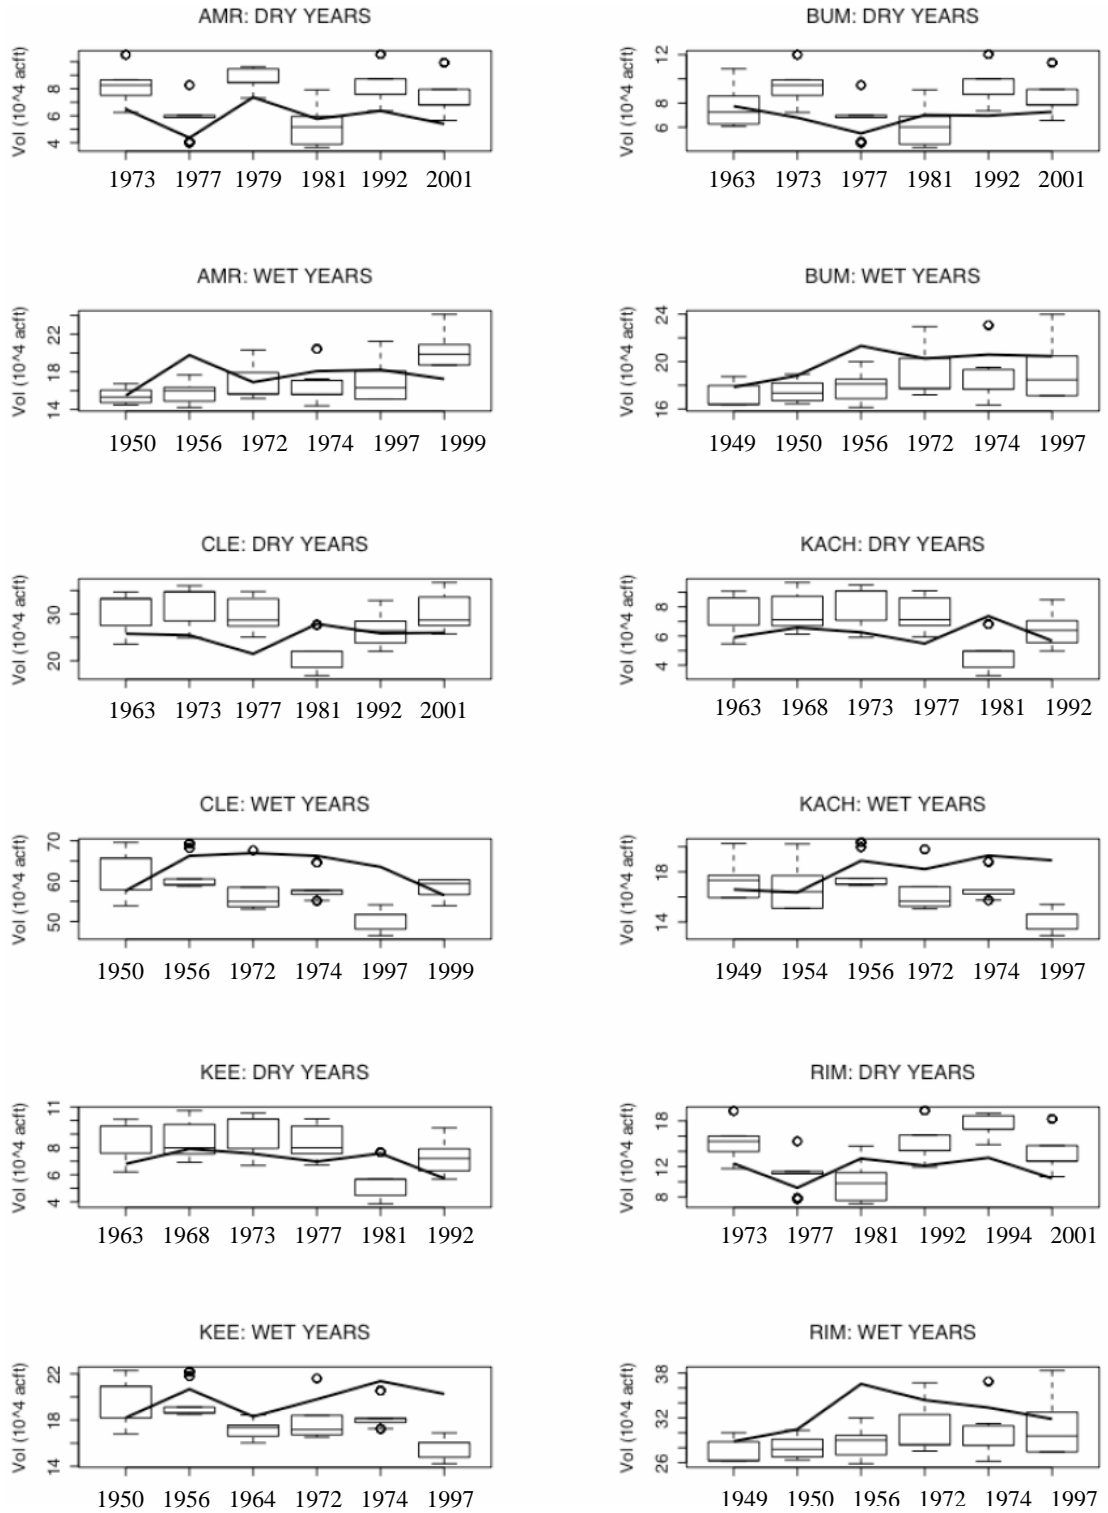 AMR: DRY YEARS
Vol (10^4 acft)
8
6
4
1973 1977 1979 1981 1992 2001
BUM: DRY YEARS
Vol (10^4 acft)
12
8
6
1963 1973 1977 1981 1992 2001
AMR: WET YEARS
Vol (10^4 acft)
22
18
14
1950 1956 1972 1974 1997 1999
BUM: WET YEARS
Vol (10^4 acft)
24
20
16
1949 1950 1956 1972 1974 1997
CLE: DRY YEARS
Vol (10^4 acft)
30
20
1963 1973 1977 1981 1992 2001
KACH: DRY YEARS
Vol (10^4 acft)
8
6
4
1963 1968 1973 1977 1981 1992
CLE: WET YEARS
Vol (10^4 acft)
70
60
50
1950 1956 1972 1974 1997 1999
KACH: WET YEARS
Vol (10^4 acft)
18
14
1949 1954 1956 1972 1974 1997
KEE: DRY YEARS
Vol (10^4 acft)
11
8
6
4
1963 1968 1973 1977 1981 1992
RIM: DRY YEARS
Vol (10^4 acft)
18
12
8
1973 1977 1981 1992 1994 2001
KEE: WET YEARS
Vol (10^4 acft)
22
18
14
1950 1956 1964 1972 1974 1997
RIM: WET YEARS
Vol (10^4 acft)
38
32
26
1949 1950 1956 1972 1974 1997